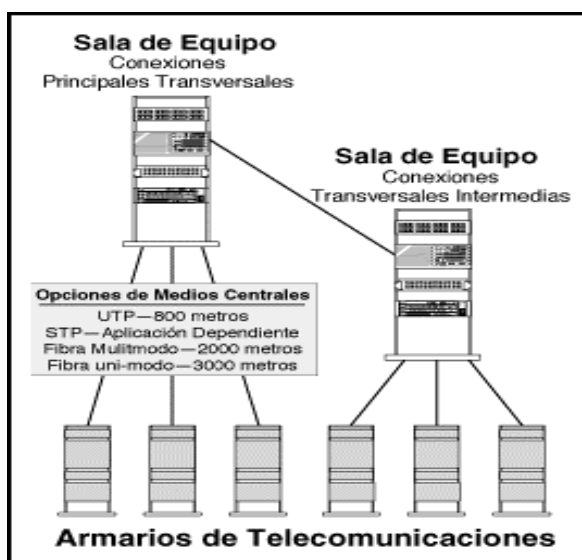 Sala de Equipo
Conexiones
Principales Transversales
Sala de Equipo
Conexiones
Transversales Intermedias
Opciones de Medios Centrales
UTP—800 metros
STP—Aplicación Dependiente
Fibra Mulitmodo—2000 metros
Fibra uni-modo—3000 metros
Armarios de Telecomunicaciones